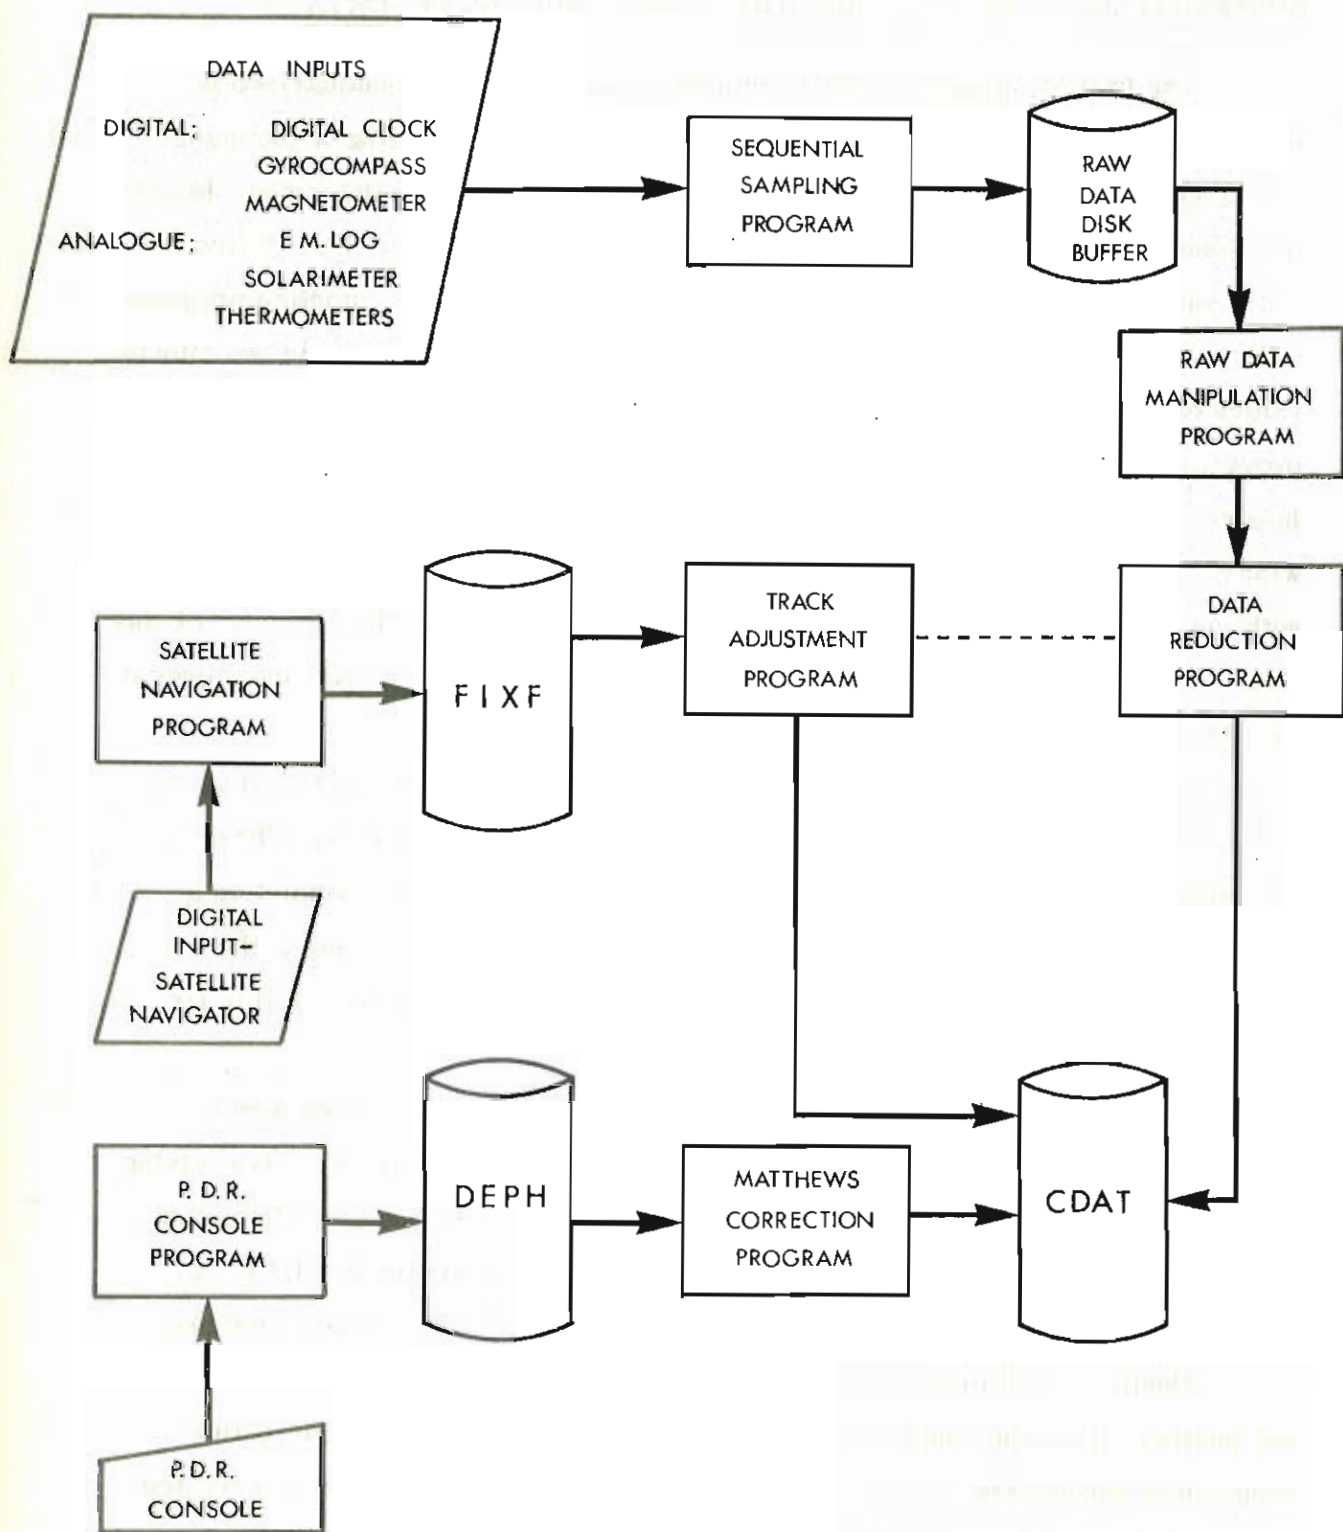 DATA INPUTS
DIGITAL: DIGITAL CLOCK
GYROCOMPASS
MAGNETOMETER
ANALOGUE: E M. LOG
SOLARIMETER
THERMOMETERS
SEQUENTIAL
SAMPLING
PROGRAM
RAW
DATA
DISK
BUFFER
RAW DATA
MANIPULATION
PROGRAM
SATELLITE
NAVIGATION
PROGRAM
FIXF
TRACK
ADJUSTMENT
PROGRAM
DATA
REDUCTION
PROGRAM
DIGITAL
INPUT-
SATELLITE
NAVIGATOR
P. D. R.
CONSOLE
PROGRAM
DEPH
MATTHEWS
CORRECTION
PROGRAM
CDAT
P. D. R.
CONSOLE